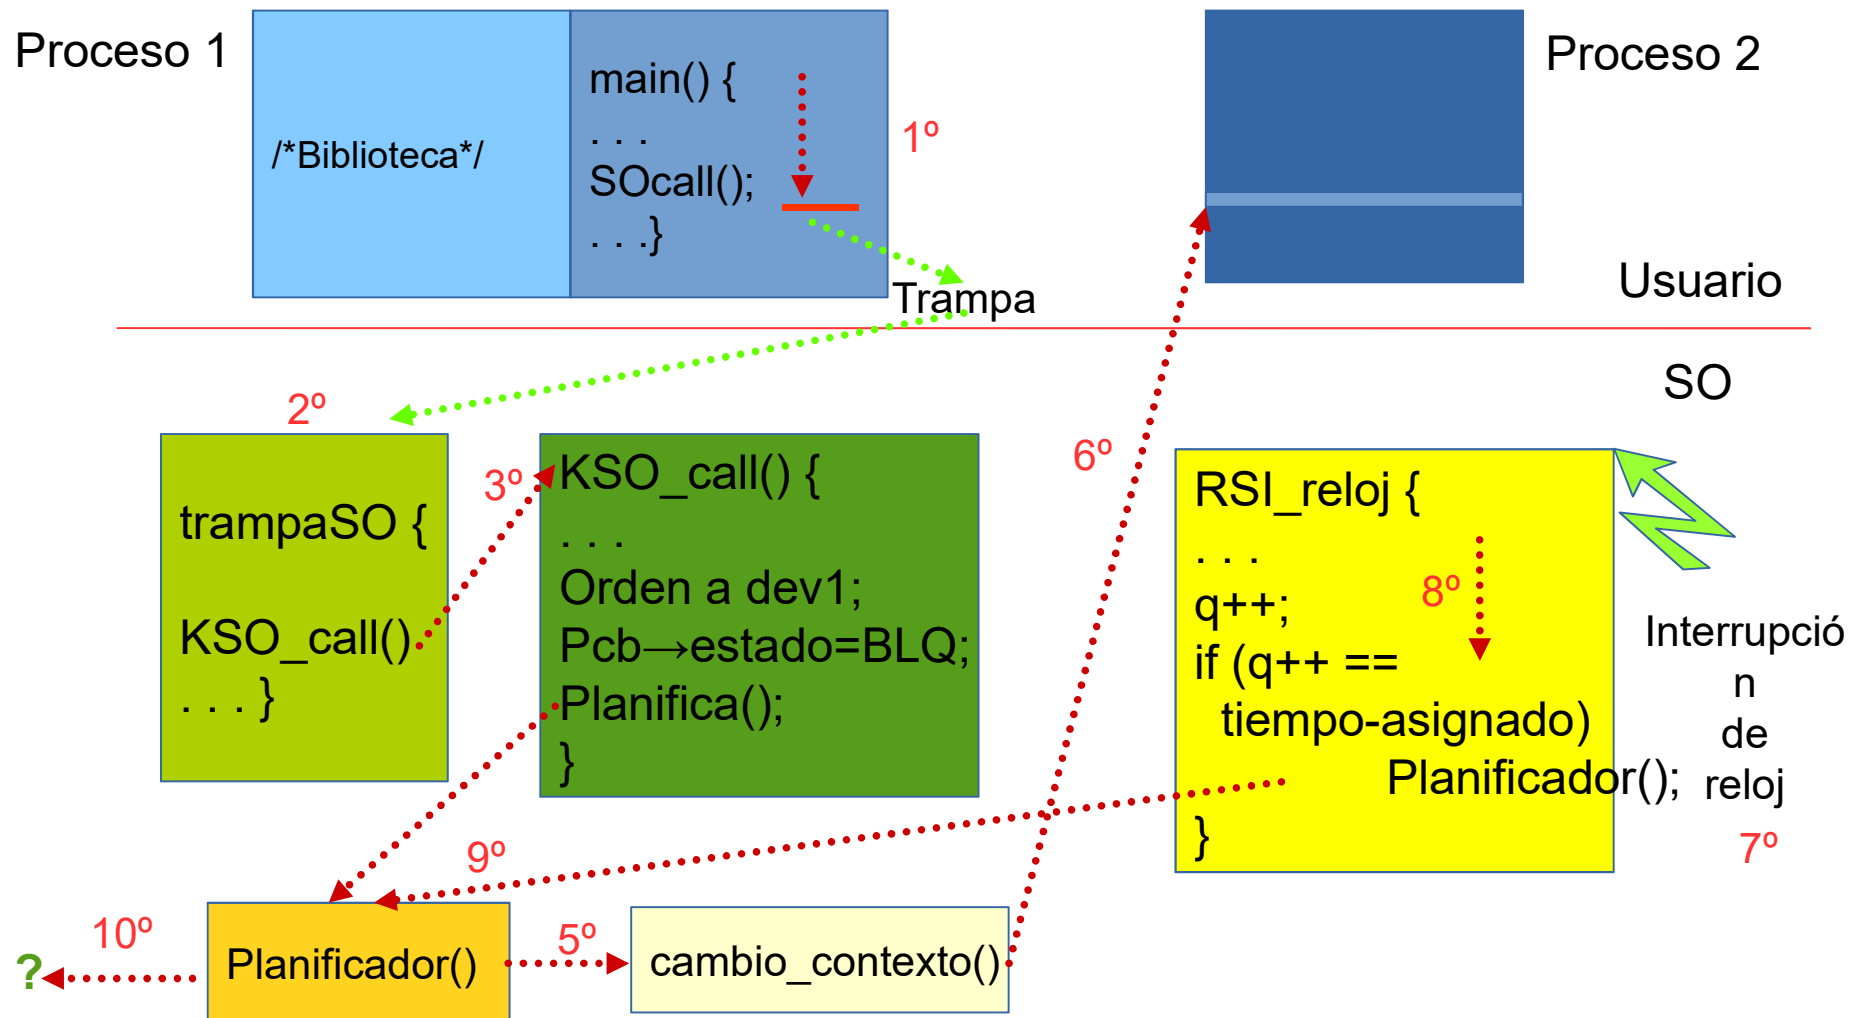 Proceso 1
/*Biblioteca*/
main() {
. . .
SOcall();
. . .}
1º
Trampa
Proceso 2
Usuario
SO
2º
trampaSO {
KSO_call()
. . . }
3º
KSO_call() {
. . .
Orden a dev1;
Pcb→estado=BLQ;
Planifica();
}
6º
RSI_reloj {
. . .
q++;
if (q++ ==
tiempo-asignado)
Planificador();
}
8º
Interrupció
n
de
reloj
7º
9º
10º
?
Planificador()
5º
cambio_contexto()